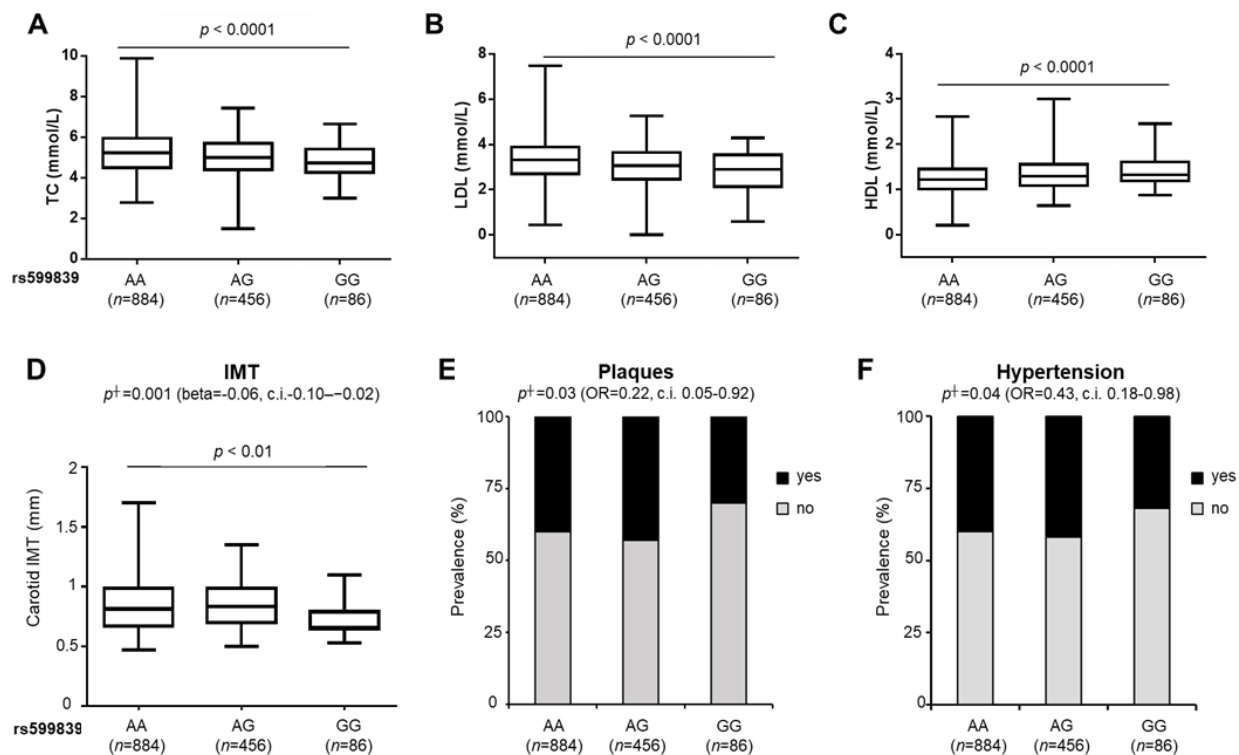 A
p < 0.0001
TC (mmol/L)
10
8
6
4
2
0
rs599839
AA
AG
GG
(n=884)
(n=456)
(n=86)
B
p < 0.0001
LDL (mmol/L)
8
6
4
2
0
AA
AG
GG
(n=884)
(n=456)
(n=86)
C
p < 0.0001
HDL (mmol/L)
4
3
2
1
0
AA
AG
GG
(n=884)
(n=456)
(n=86)
D
IMT
p†=0.001 (beta=-0.06, c.i.-0.10–−0.02)
p < 0.01
Carotid IMT (mm)
2
1.5
1
0.5
0
rs599839
AA
AG
GG
(n=884)
(n=456)
(n=86)
E
Plaques
p†=0.03 (OR=0.22, c.i. 0.05-0.92)
Prevalence (%)
100
75
50
25
0
yes
no
AA
AG
GG
(n=884)
(n=456)
(n=86)
F
Hypertension
p†=0.04 (OR=0.43, c.i. 0.18-0.98)
Prevalence (%)
100
75
50
25
0
yes
no
AA
AG
GG
(n=884)
(n=456)
(n=86)